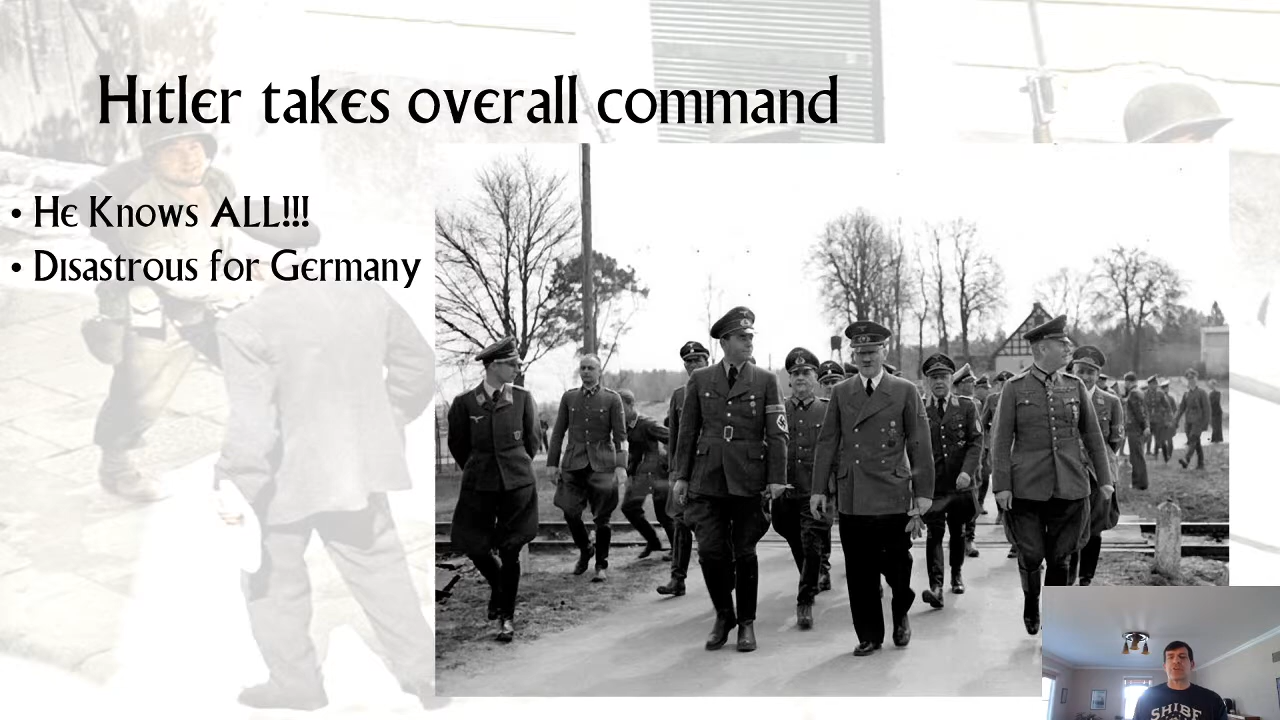 Hitler takes overall command
• He Knows ALL!!!
• Disastrous for Germany
SHIBE